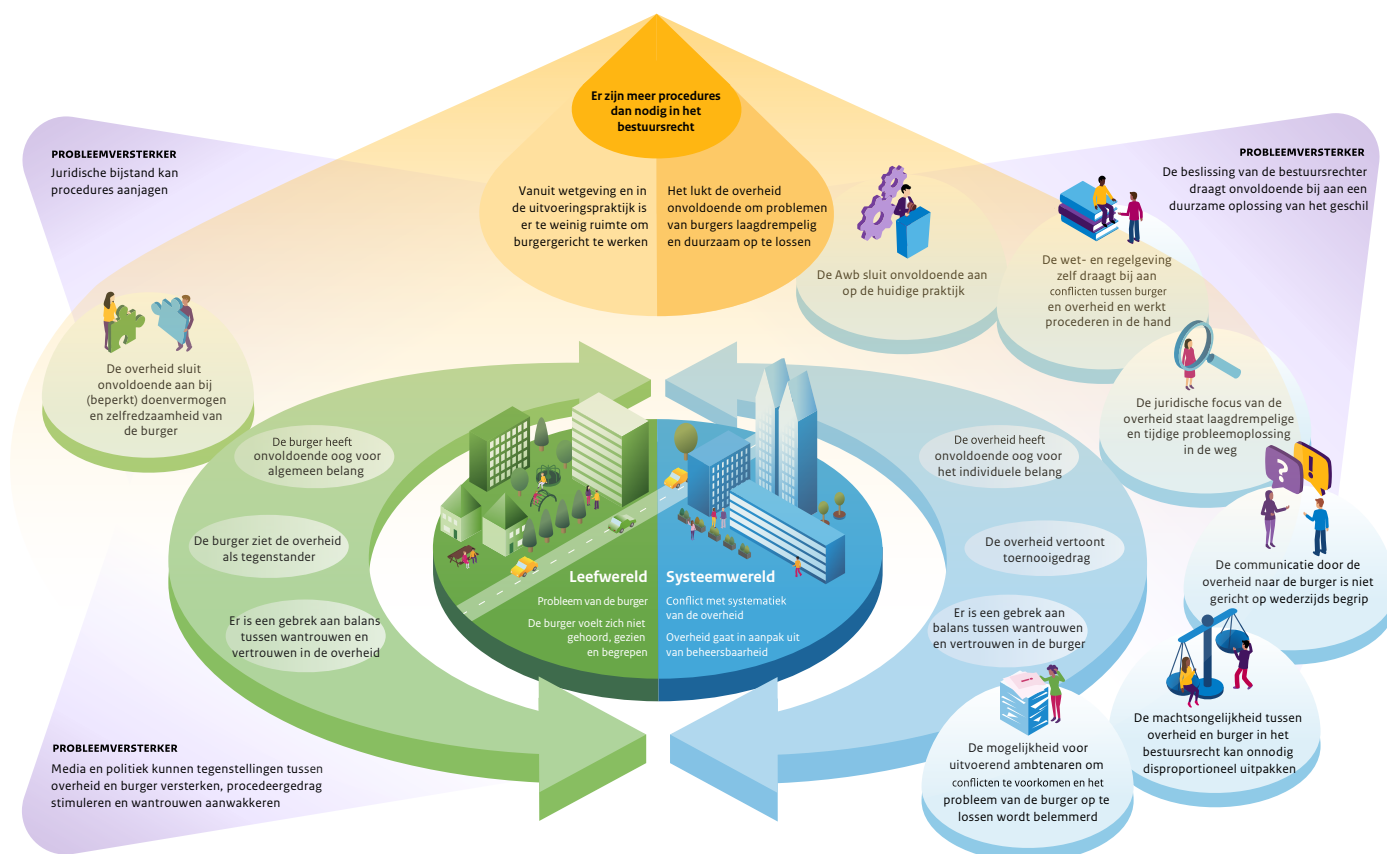 Er zijn meer procedures
dan nodig in het
bestuursrecht
Vanuit wetgeving en in
de uitvoeringspraktijk is
er te weinig ruimte om
burgergericht te werken
Het lukt de overheid
onvoldoende om problemen
van burgers laagdrempelig
en duurzaam op te lossen
PROBLEEMVERSTERKER
Juridische bijstand kan
procedures aanjagen
PROBLEEMVERSTERKER
De beslissing van de bestuursrechter
draagt onvoldoende bij aan een
duurzame oplossing van het geschil
De Awb sluit onvoldoende aan
op de huidige praktijk
De wet- en regelgeving
zelf draagt bij aan
conflicten tussen burger
en overheid en werkt
procederen in de hand
De overheid sluit
onvoldoende aan bij
(beperkt) doenvermogen
en zelfredzaamheid van
de burger
De juridische focus van de
overheid staat laagdrempelige
en tijdige probleemoplossing
in de weg
De burger heeft
onvoldoende oog voor
algemeen belang
De overheid heeft
onvoldoende oog voor
het individuele belang
?
!
De burger ziet de overheid
als tegenstander
De overheid vertoont
toernooigedrag
De communicatie door de
overheid naar de burger is niet
gericht op wederzijds begrip
Leefwereld
Probleem van de burger
De burger voelt zich niet
gehoord, gezien
en begrepen
Systeemwereld
Conflict met systematiek
van de overheid
Overheid gaat in aanpak uit
van beheersbaarheid
Er is een gebrek aan balans
tussen wantrouwen en
vertrouwen in de overheid
Er is een gebrek aan
balans tussen wantrouwen
en vertrouwen in de burger
De machtsongelijkheid tussen
overheid en burger in het
bestuursrecht kan onnodig
disproportioneel uitpakken
De mogelijkheid voor
uitvoerend ambtenaren om
conflicten te voorkomen en het
probleem van de burger op te
lossen wordt belemmerd
PROBLEEMVERSTERKER
Media en politiek kunnen tegenstellingen tussen
overheid en burger versterken, procedeergedrag
stimuleren en wantrouwen aanwakkeren